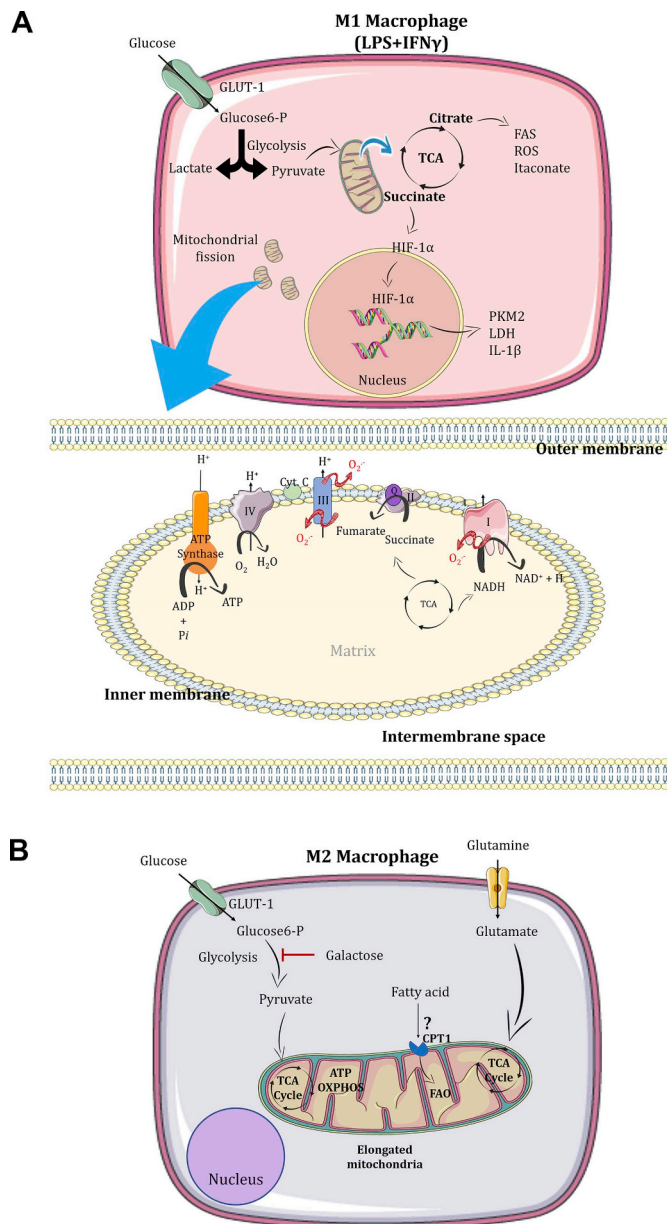 A
M1 Macrophage
(LPS+IFNγ)
Glucose
GLUT-1
Glucose6-P
Glycolysis
Lactate
Pyruvate
Citrate
TCA
Succinate
FAS
ROS
Itaconate
HIF-1α
Mitochondrial
fission
HIF-1α
Nucleus
PKM2
LDH
IL-1β
Outer membrane
H⁺
ATP
Synthase
H⁺
ADP
+
Pi
ATP
H⁺
IV
O₂
H₂O
Cyt. C
H⁺
III
O₂·-
O₂·-
Q
II
Fumarate
Succinate
TCA
I
O₂·-
NADH
NAD⁺ + H
Matrix
Inner membrane
Intermembrane space
B
M2 Macrophage
Glucose
GLUT-1
Glucose6-P
Glycolysis
Galactose
Pyruvate
Glutamine
Glutamate
Fatty acid
?
CPT1
TCA
Cycle
ATP
OXPHOS
FAO
TCA
Cycle
Elongated
mitochondria
Nucleus